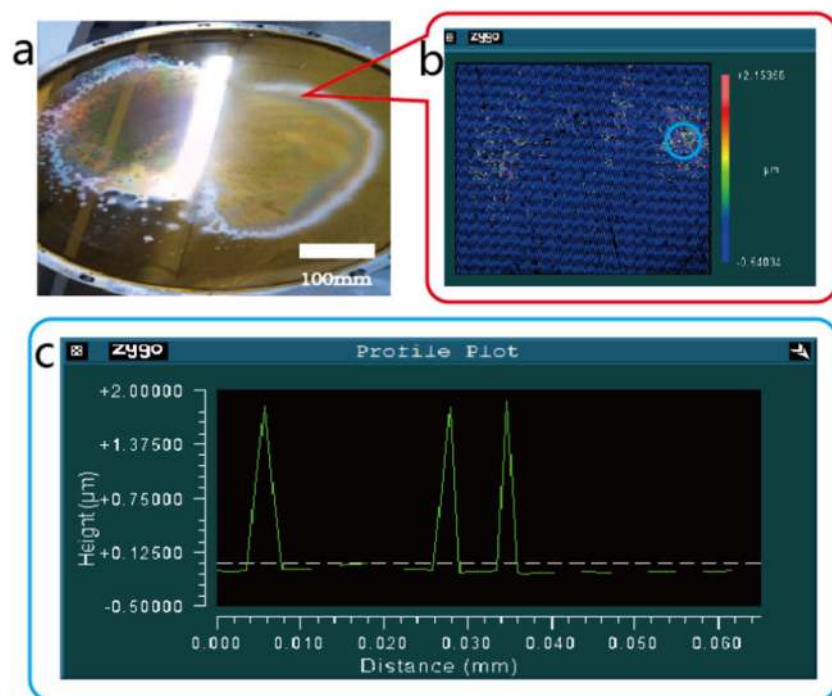 a
100mm
b
zygo
+2.15366
µm
-0.64034
c
zygo
Profile Plot
+2.00000
+1.37500
+0.75000
+0.12500
-0.50000
Height (µm)
0.000 0.010 0.020 0.030 0.040 0.050 0.060
Distance (mm)